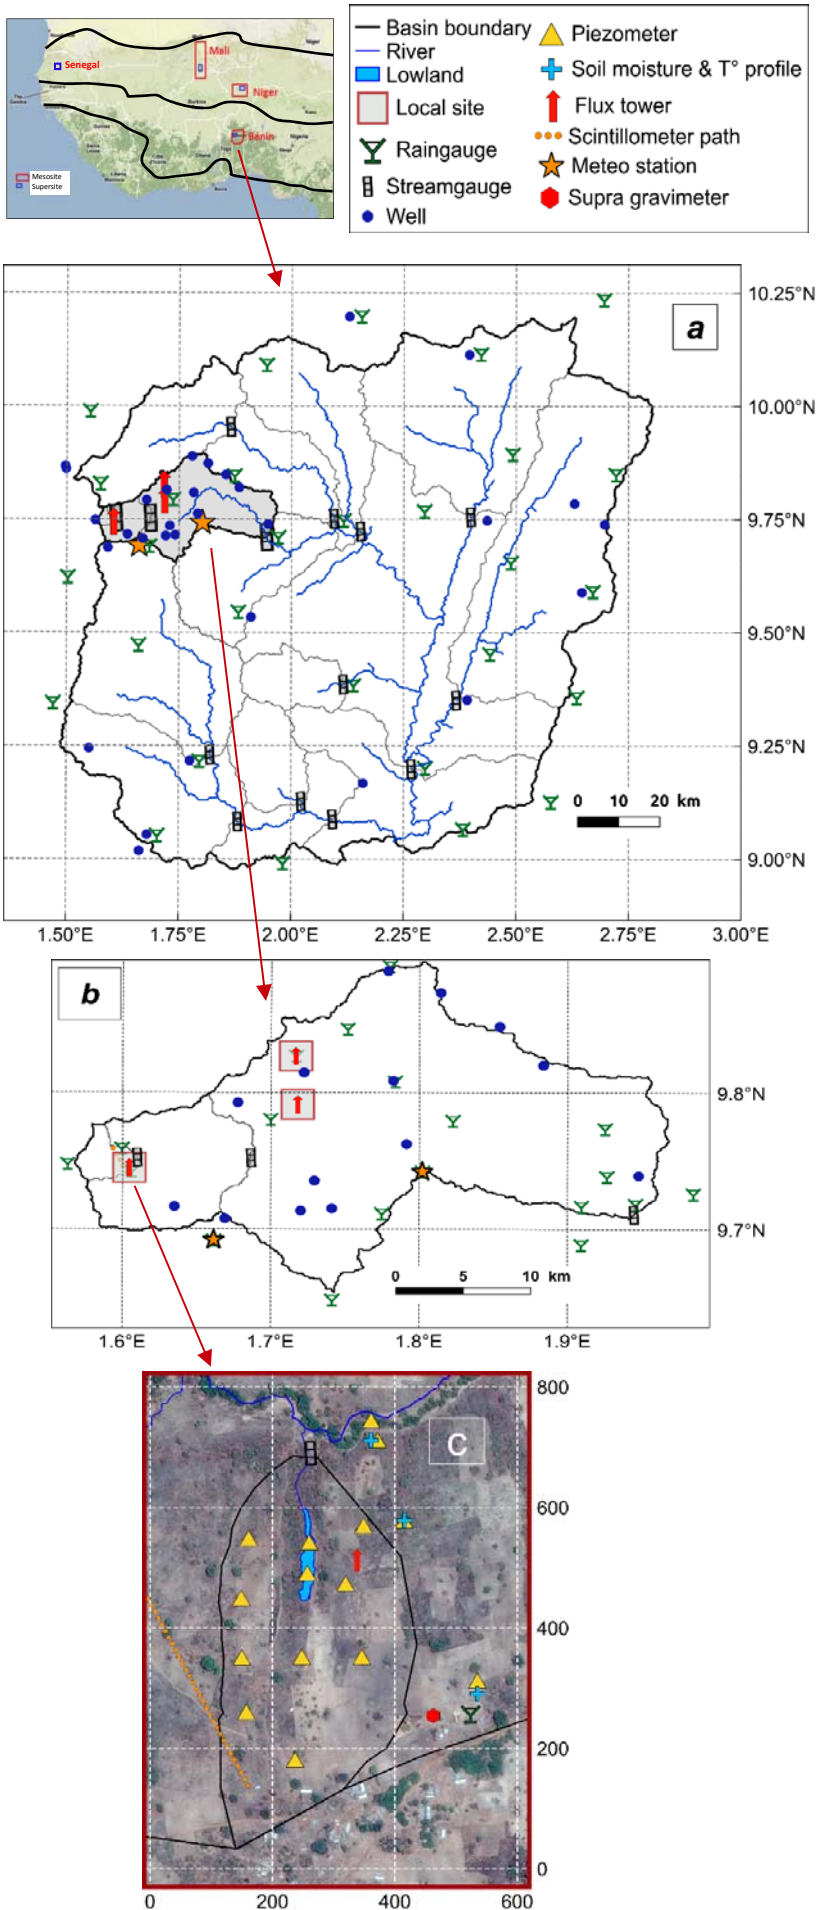 Mali
Senegal
Niger
Benin
Mesosite
Supersite
Basin boundary
River
Lowland
Local site
Raingauge
Streamgauge
Well
Piezometer
Soil moisture & T° profile
Flux tower
Scintillometer path
Meteo station
Supra gravimeter
a
10.25°N
10.00°N
9.75°N
9.50°N
9.25°N
9.00°N
0 10 20 km
1.50°E 1.75°E 2.00°E 2.25°E 2.50°E 2.75°E 3.00°E
b
9.8°N
9.7°N
0 5 10 km
1.6°E 1.7°E 1.8°E 1.9°E
C
800
600
400
200
0
0 200 400 600